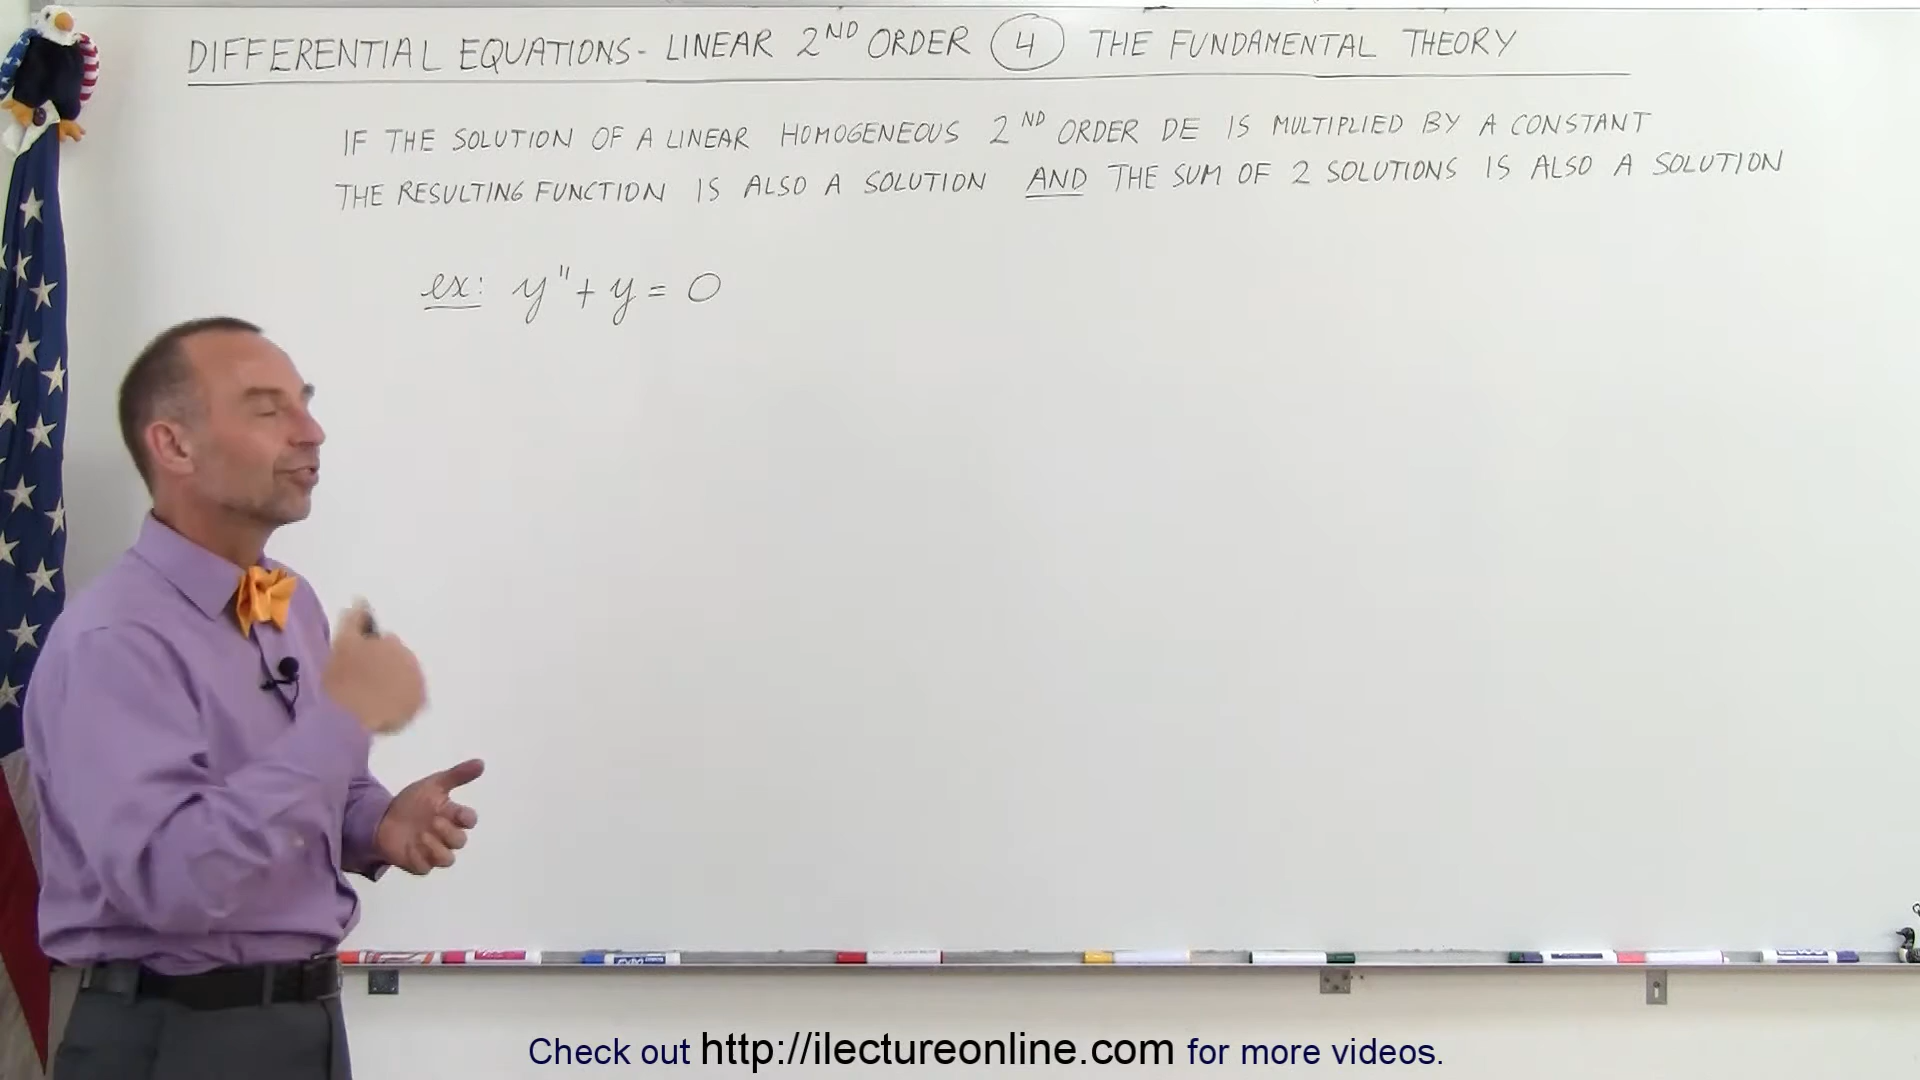 DIFFERENTIAL EQUATIONS - LINEAR 2ND ORDER 4 THE FUNDAMENTAL THEORY
IF THE SOLUTION OF A LINEAR HOMOGENEOUS 2ND ORDER DE IS MULTIPLIED BY A CONSTANT
THE RESULTING FUNCTION IS ALSO A SOLUTION AND THE SUM OF 2 SOLUTIONS IS ALSO A SOLUTION
ex: y" + y = 0
Check out http://ilectureonline.com for more videos.